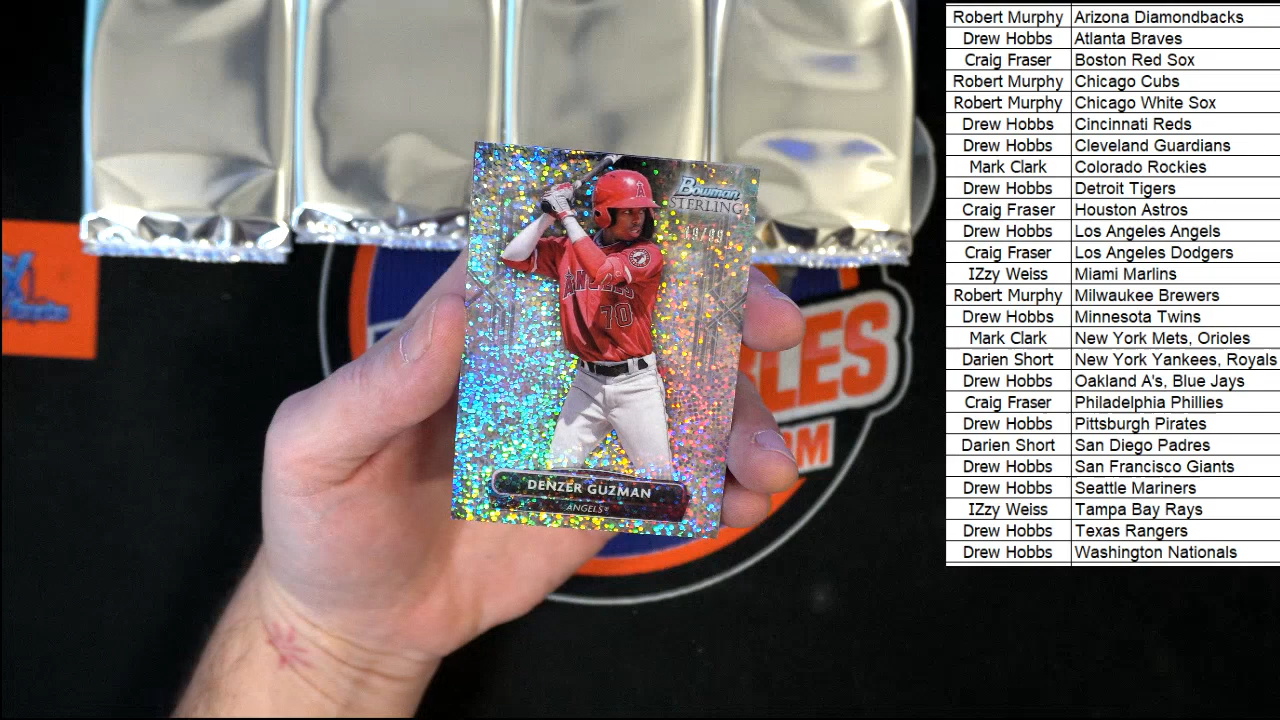 Bowman
STERLING
ANGELS
70
DENZER GUZMAN
ANGELS
Robert Murphy Arizona Diamondbacks
Drew Hobbs Atlanta Braves
Craig Fraser Boston Red Sox
Robert Murphy Chicago Cubs
Robert Murphy Chicago White Sox
Drew Hobbs Cincinnati Reds
Drew Hobbs Cleveland Guardians
Mark Clark Colorado Rockies
Drew Hobbs Detroit Tigers
Craig Fraser Houston Astros
Drew Hobbs Los Angeles Angels
Craig Fraser Los Angeles Dodgers
IZzy Weiss Miami Marlins
Robert Murphy Milwaukee Brewers
Drew Hobbs Minnesota Twins
Mark Clark New York Mets, Orioles
Darien Short New York Yankees, Royals
Drew Hobbs Oakland A's, Blue Jays
Craig Fraser Philadelphia Phillies
Drew Hobbs Pittsburgh Pirates
Darien Short San Diego Padres
Drew Hobbs San Francisco Giants
Drew Hobbs Seattle Mariners
IZzy Weiss Tampa Bay Rays
Drew Hobbs Texas Rangers
Drew Hobbs Washington Nationals